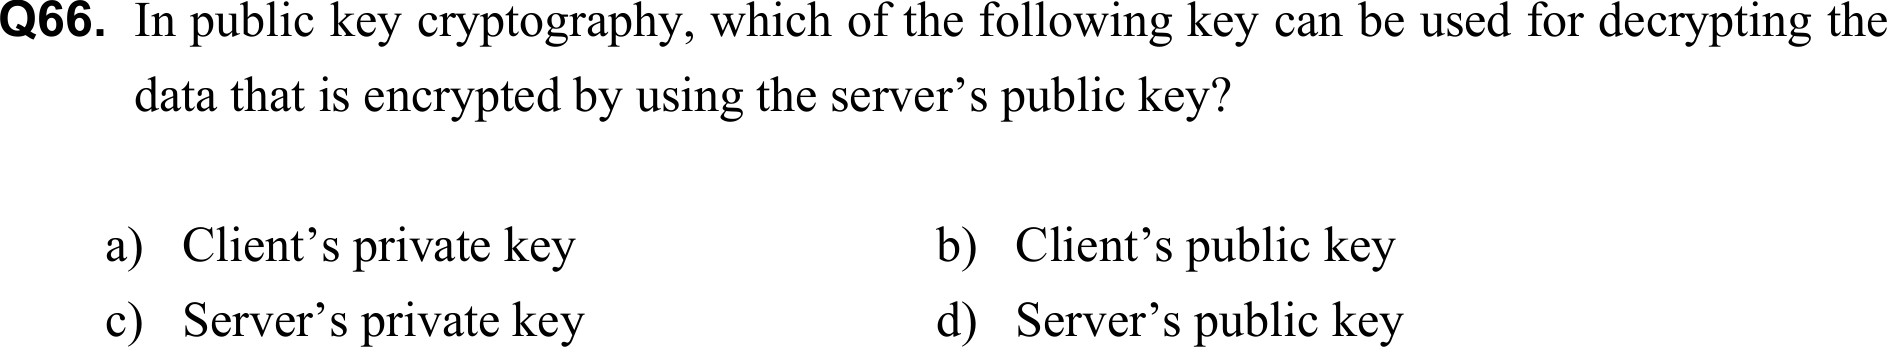 Q66. In public key cryptography, which of the following key can be used for decrypting the
data that is encrypted by using the server’s public key?
a) Client’s private key b) Client’s public key
c) Server’s private key d) Server’s public key